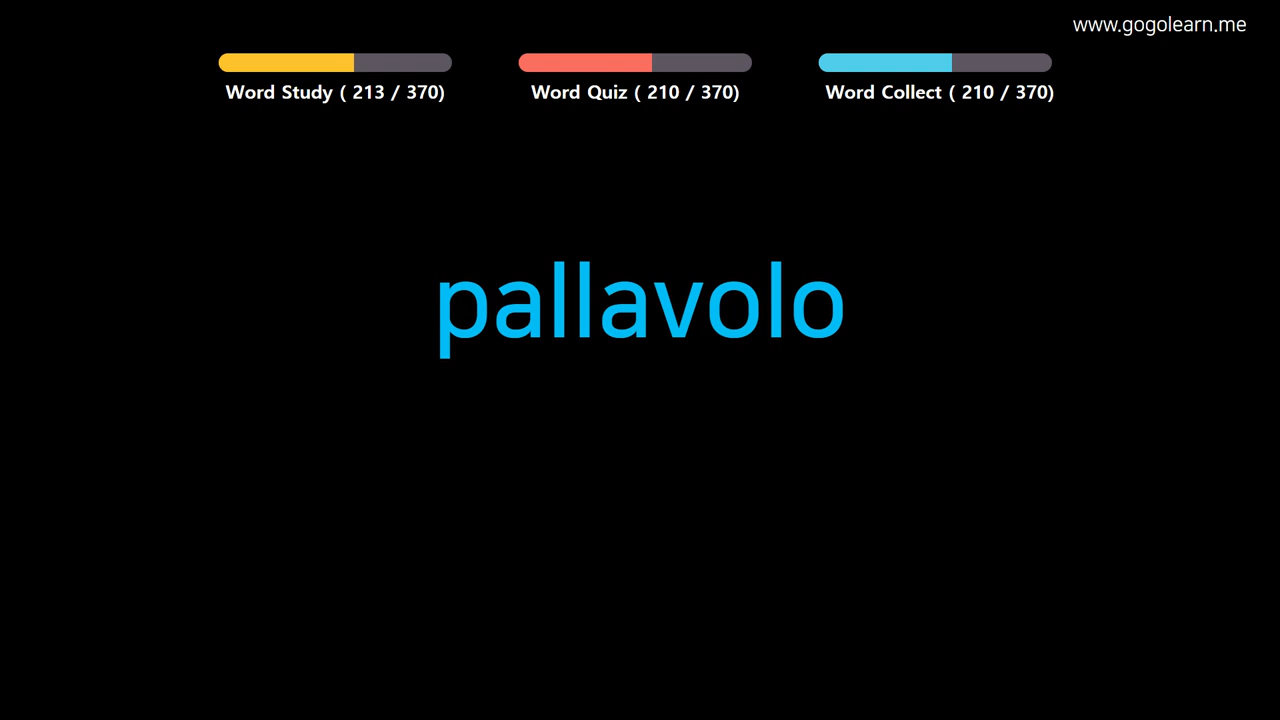 www.gogolearn.me
Word Study ( 213 / 370)
Word Quiz ( 210 / 370)
Word Collect ( 210 / 370)
pallavolo